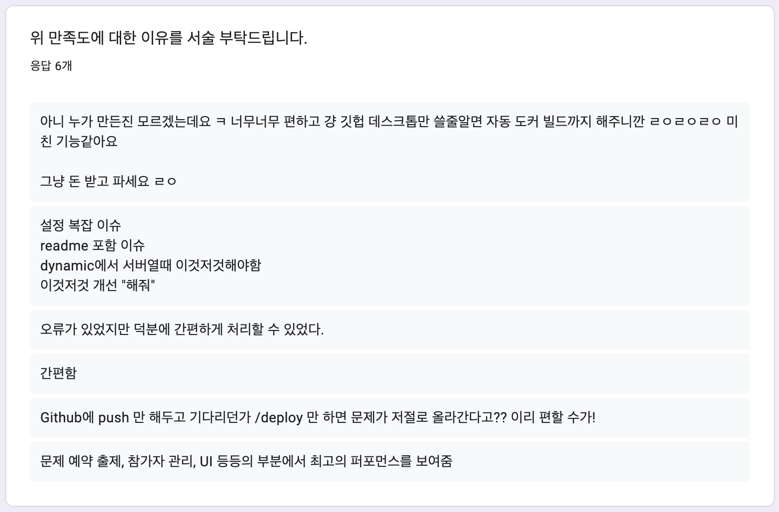 위 만족도에 대한 이유를 서술 부탁드립니다.
응답 6개
아니 누가 만든진 모르겠는데요 ㅋ 너무너무 편하고 걍 깃헙 데스크톱만 쓸줄알면 자동 도커 빌드까지 해주니깐 ㄹㅇㄹㅇㄹㅇ 미
친 기능같아요
그냥 돈 받고 파세요 ㄹㅇ
설정 복잡 이슈
readme 포함 이슈
dynamic에서 서버열때 이것저것해야함
이것저것 개선 "해줘"
오류가 있었지만 덕분에 간편하게 처리할 수 있었다.
간편함
Github에 push 만 해두고 기다리던가 /deploy 만 하면 문제가 저절로 올라간다고?? 이리 편할 수가!
문제 예약 출제, 참가자 관리, UI 등등의 부분에서 최고의 퍼포먼스를 보여줌